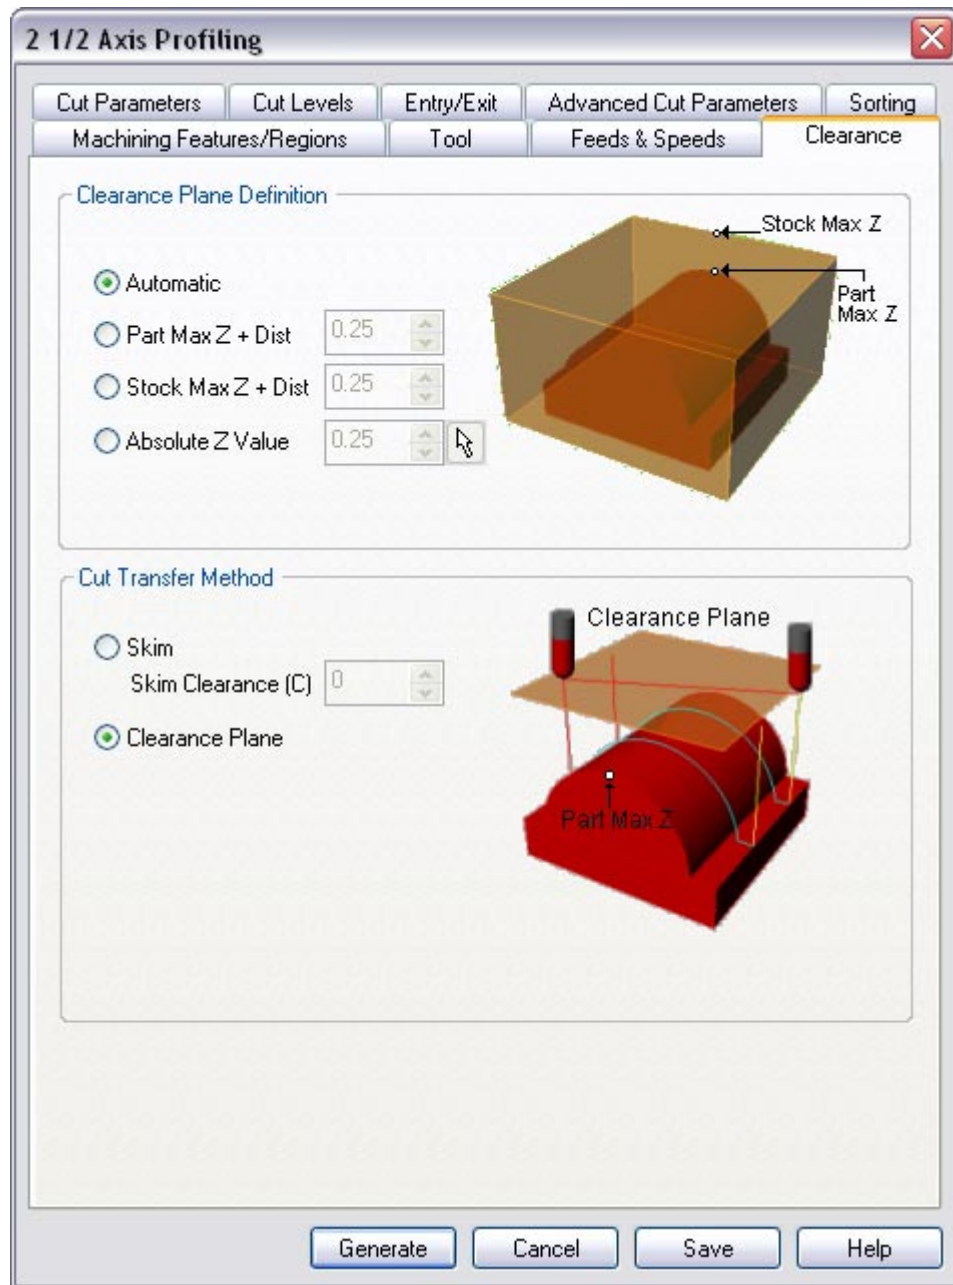 2 1/2 Axis Profiling
Cut Parameters
Cut Levels
Entry/Exit
Advanced Cut Parameters
Sorting
Machining Features/Regions
Tool
Feeds & Speeds
Clearance
Clearance Plane Definition
Automatic
Part Max Z + Dist 0.25
Stock Max Z + Dist 0.25
Absolute Z Value 0.25
Stock Max Z
Part
Max Z
Cut Transfer Method
Skim
Skim Clearance (C) 0
Clearance Plane
Clearance Plane
Part Max Z
Generate
Cancel
Save
Help